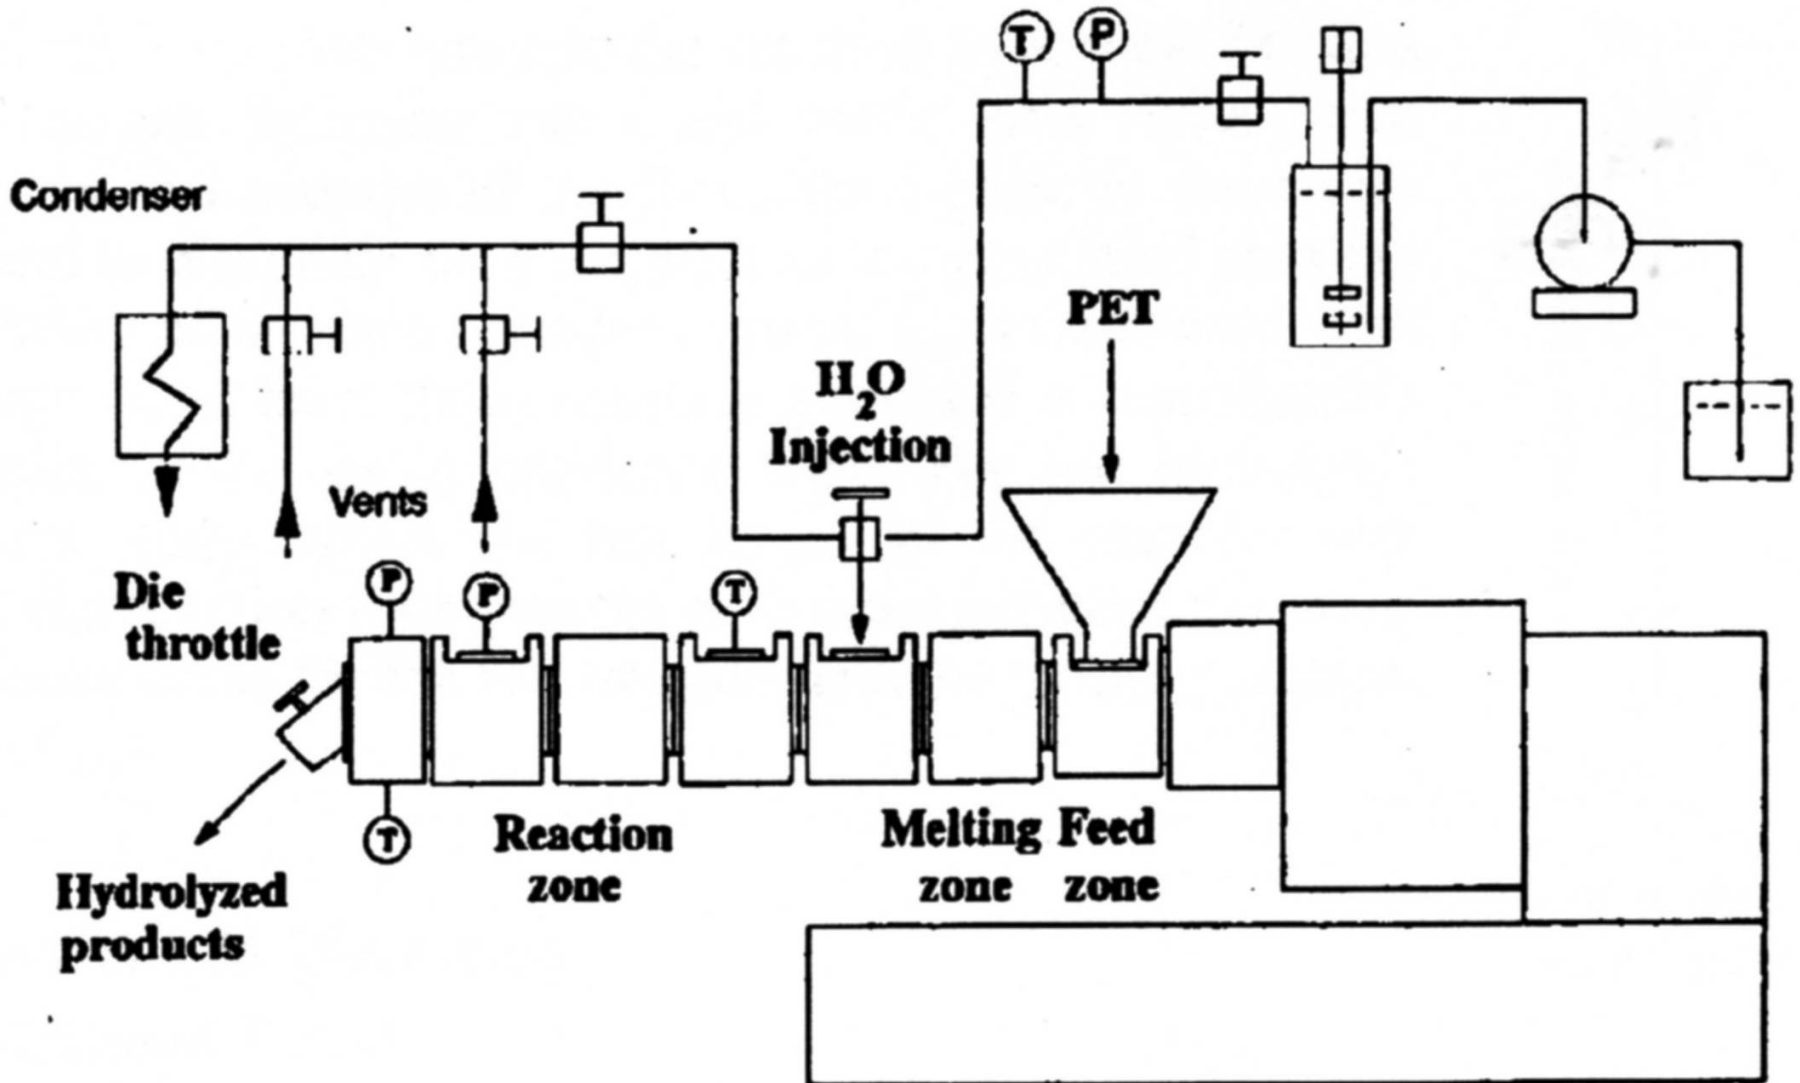 T
P
Condenser
PET
H2O
Injection
Vents
Die
throttle
P
P
T
T
Reaction
zone
Melting
zone
Feed
zone
Hydrolyzed
products